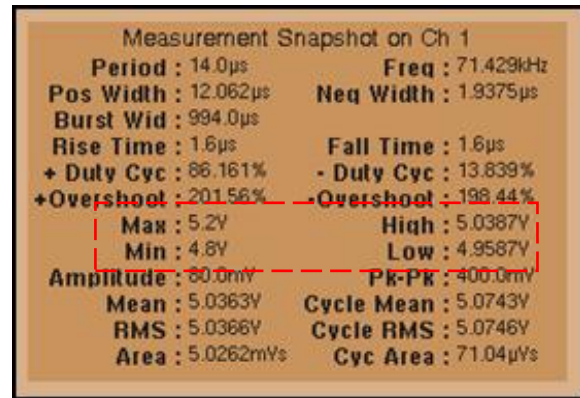 Measurement Snapshot on Ch 1
Period : 14.0µs Freq : 71.429kHz
Pos Width : 12.062µs Neg Width : 1.9375µs
Burst Wid : 994.0µs
Rise Time : 1.6µs Fall Time : 1.6µs
+ Duty Cyc : 86.161% - Duty Cyc : 13.839%
+Overshoot : 201.56% -Overshoot : 198.44%
Max : 5.2V High : 5.0387V
Min : 4.8V Low : 4.9587V
Amplitude : 80.0mV Pk-Pk : 400.0mV
Mean : 5.0363V Cycle Mean : 5.0743V
RMS : 5.0366V Cycle RMS : 5.0746V
Area : 5.0262mVs Cyc Area : 71.04µVs